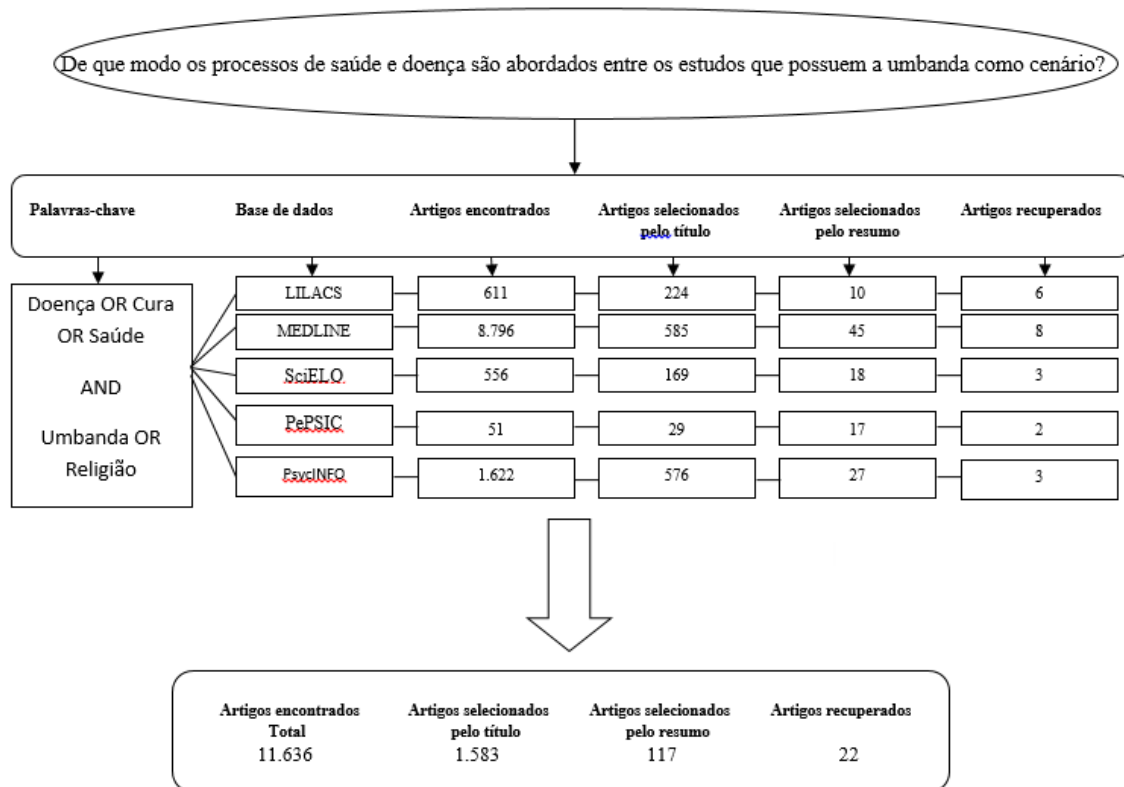 De que modo os processos de saúde e doença são abordados entre os estudos que possuem a umbanda como cenário?
Palavras-chave
Base de dados
Artigos encontrados
Artigos selecionados
pelo título
Artigos selecionados
pelo resumo
Artigos recuperados
Doença OR Cura
OR Saúde
AND
Umbanda OR
Religião
LILACS
611
224
10
6
MEDLINE
8.796
585
45
8
SciELO
556
169
18
3
PePSIC
51
29
17
2
PsycINFO
1.622
576
27
3
Artigos encontrados
Total
11.636
Artigos selecionados
pelo título
1.583
Artigos selecionados
pelo resumo
117
Artigos recuperados
22